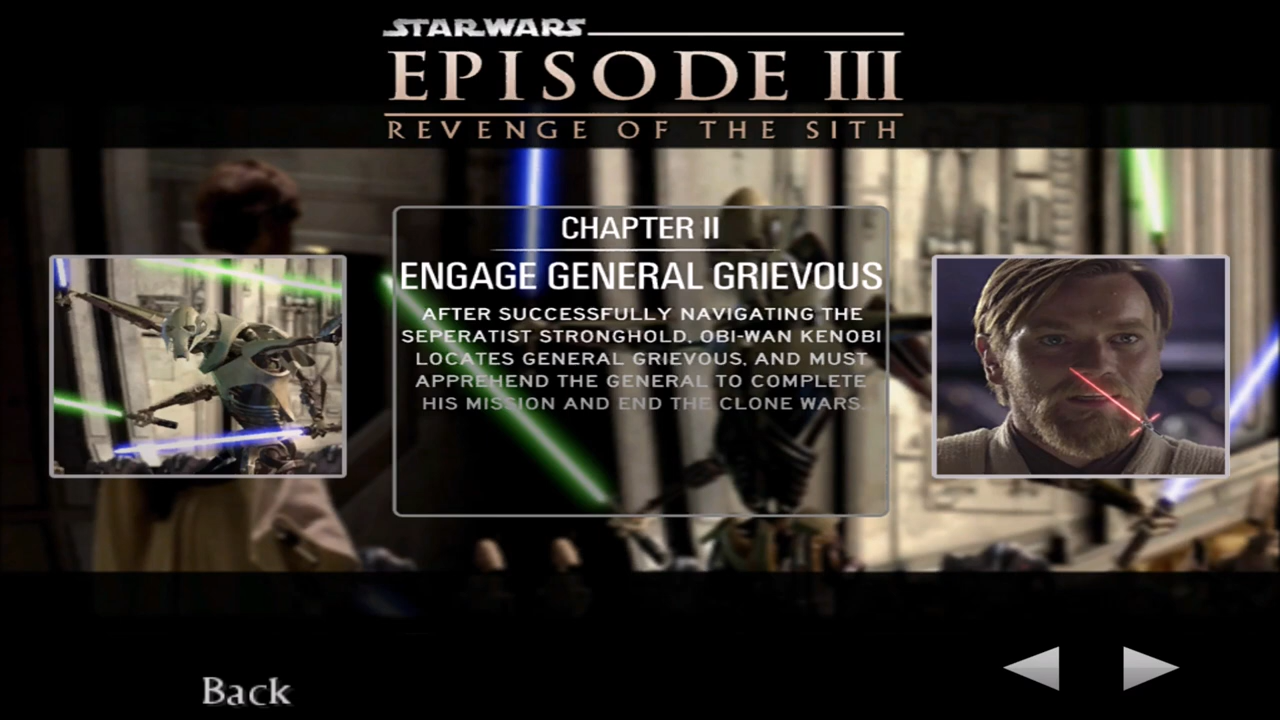 STAR WARS
EPISODE III
REVENGE OF THE SITH
CHAPTER II
ENGAGE GENERAL GRIEVOUS
AFTER SUCCESSFULLY NAVIGATING THE
SEPERATIST STRONGHOLD, OBI-WAN KENOBI
LOCATES GENERAL GRIEVOUS, AND MUST
APPREHEND THE GENERAL TO COMPLETE
HIS MISSION AND END THE CLONE WARS.
Back